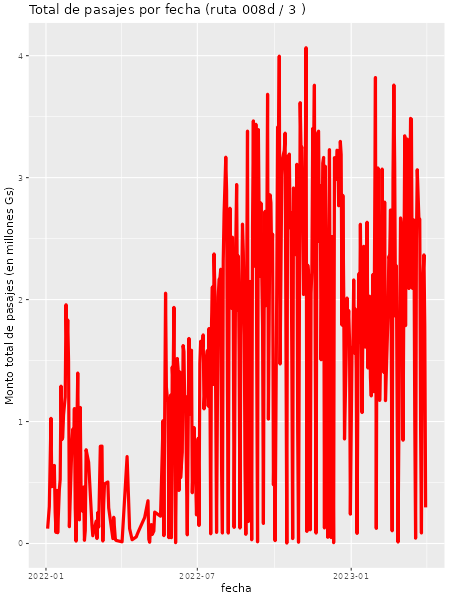 Total de pasajes por fecha (ruta 008d / 3 )
Monto total de pasajes (en millones Gs)
4
3
2
1
0
2022-01
2022-07
2023-01
fecha